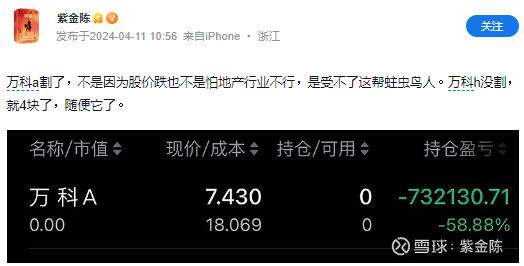 紫金陈
发布于2024-04-11 10:56 来自iPhone · 浙江
关注
万科a割了，不是因为股价跌也不是怕地产行业不行，是受不了这帮蛀虫鸟人。万科h没割，
就4块了，随便它了。
名称/市值 现价/成本 持仓/可用 持仓盈亏
万 科A 7.430 0 -732130.71
0.00 18.069 0 -58.88%
雪球：紫金陈